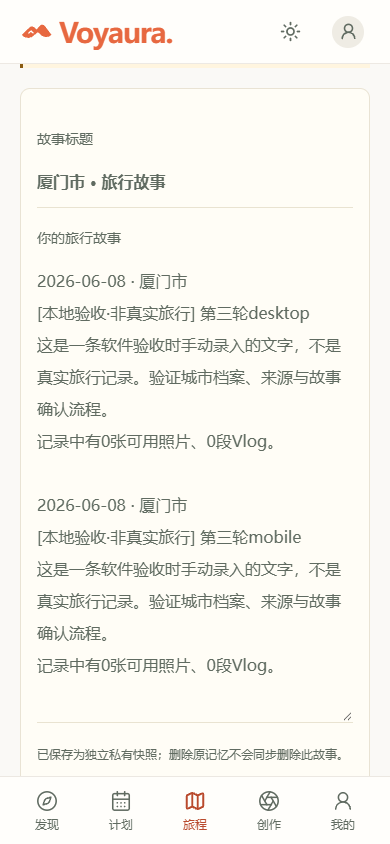 Voyaura.
故事标题
厦门市 • 旅行故事
你的旅行故事
2026-06-08 · 厦门市
[本地验收·非真实旅行] 第三轮desktop
这是一条软件验收时手动录入的文字，不是
真实旅行记录。验证城市档案、来源与故事
确认流程。
记录中有0张可用照片、0段Vlog。
2026-06-08 · 厦门市
[本地验收·非真实旅行] 第三轮mobile
这是一条软件验收时手动录入的文字，不是
真实旅行记录。验证城市档案、来源与故事
确认流程。
记录中有0张可用照片、0段Vlog。
已保存为独立私有快照；删除原记忆不会同步删除此故事。
发现 计划 旅程 创作 我的